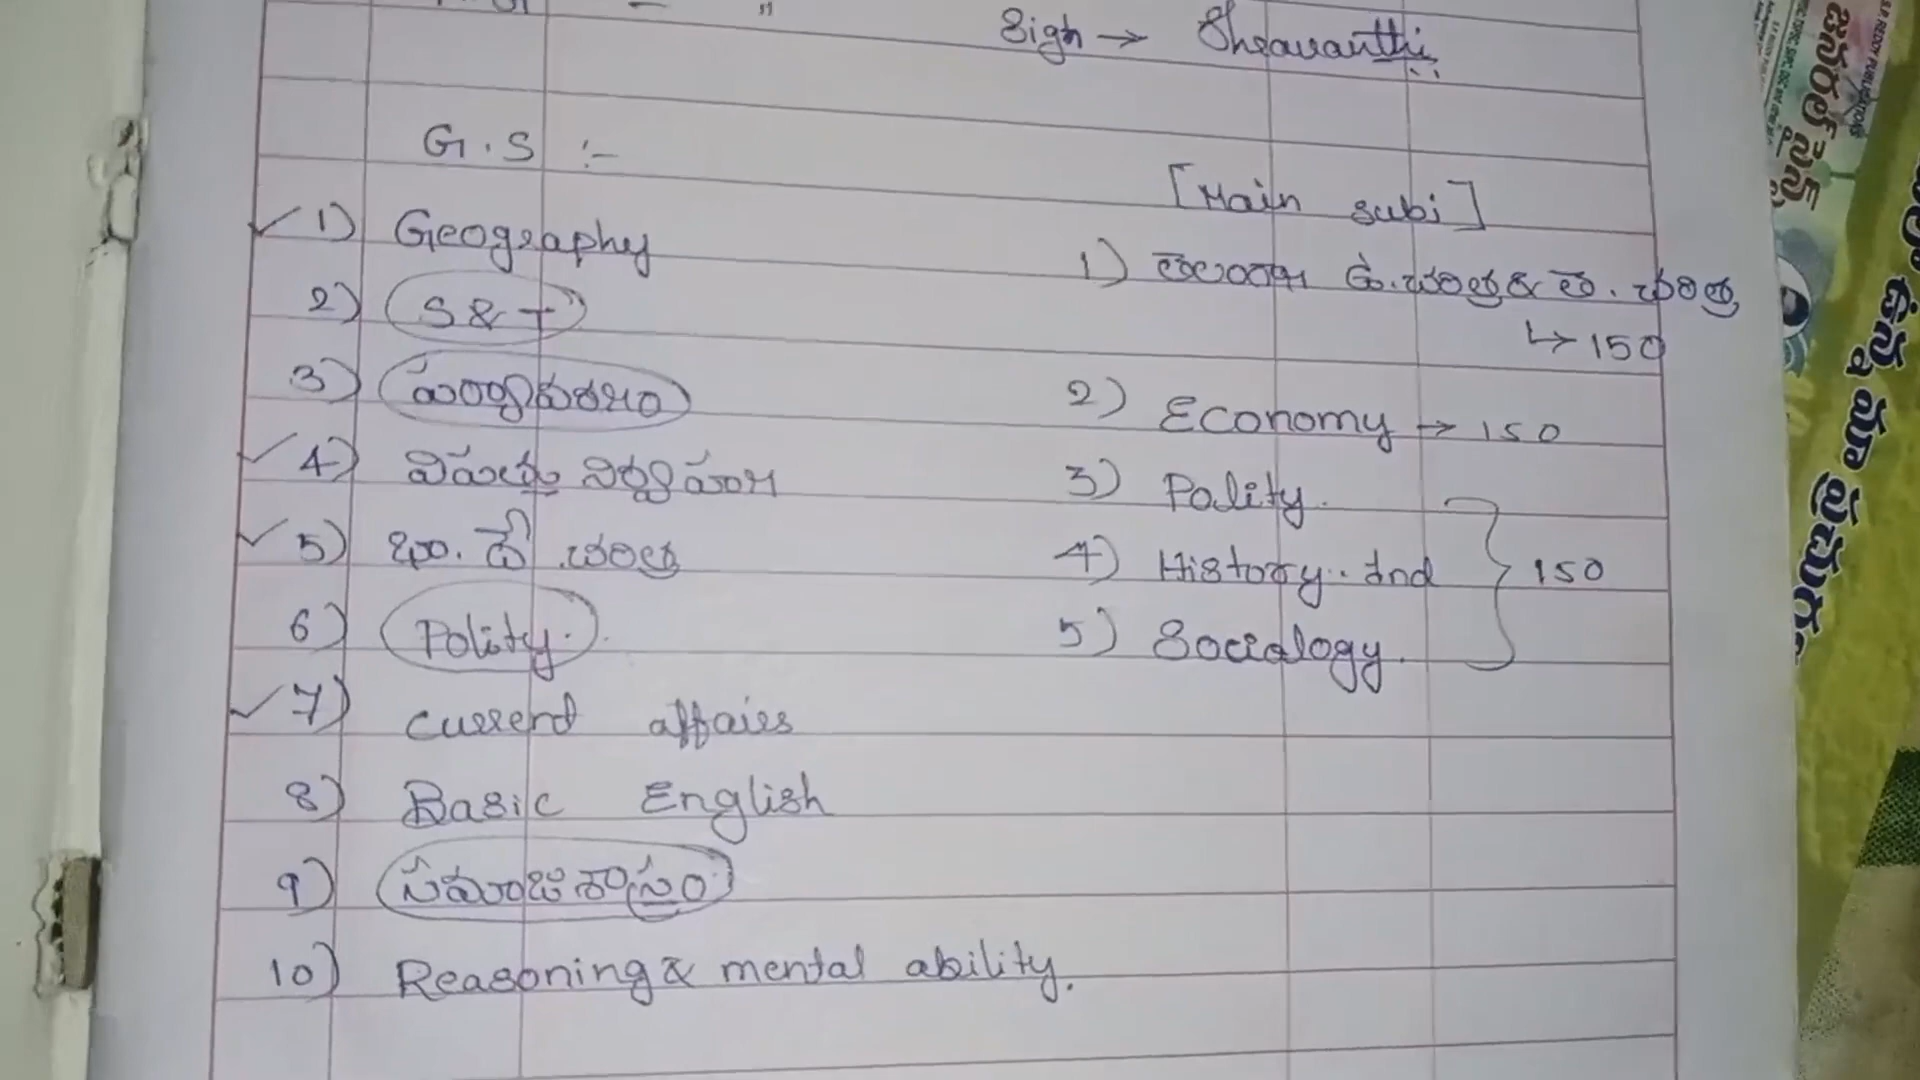 Sign → Shravanthi
G.S :-
1) Geography
2) S & T
3) పర్యావరణం
4) విపత్తు నిర్వహణ
5) భా. దే. చరిత్ర
6) Polity.
7) Current affairs
8) Basic English
9) సమాజ శాస్త్రం
10) Reasoning & mental ability.
[Main subj]
1) తెలంగాణ ఉ. చరిత్ర & తె. చరిత్ర
↳ 150
2) Economy → 150
3) Polity.
4) History. Ind
5) Sociology.
150
జనరల్ సైన్స్